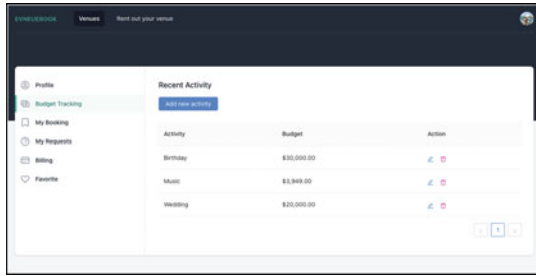 EVNEUEBOOK Venues Rent out your venue
Profile
Budget Tracking
My Booking
My Requests
Billing
Favorite
Recent Activity
Add new activity
Activity Budget Action
Birthday $30,000.00
Music $3,949.00
Wedding $20,000.00
1